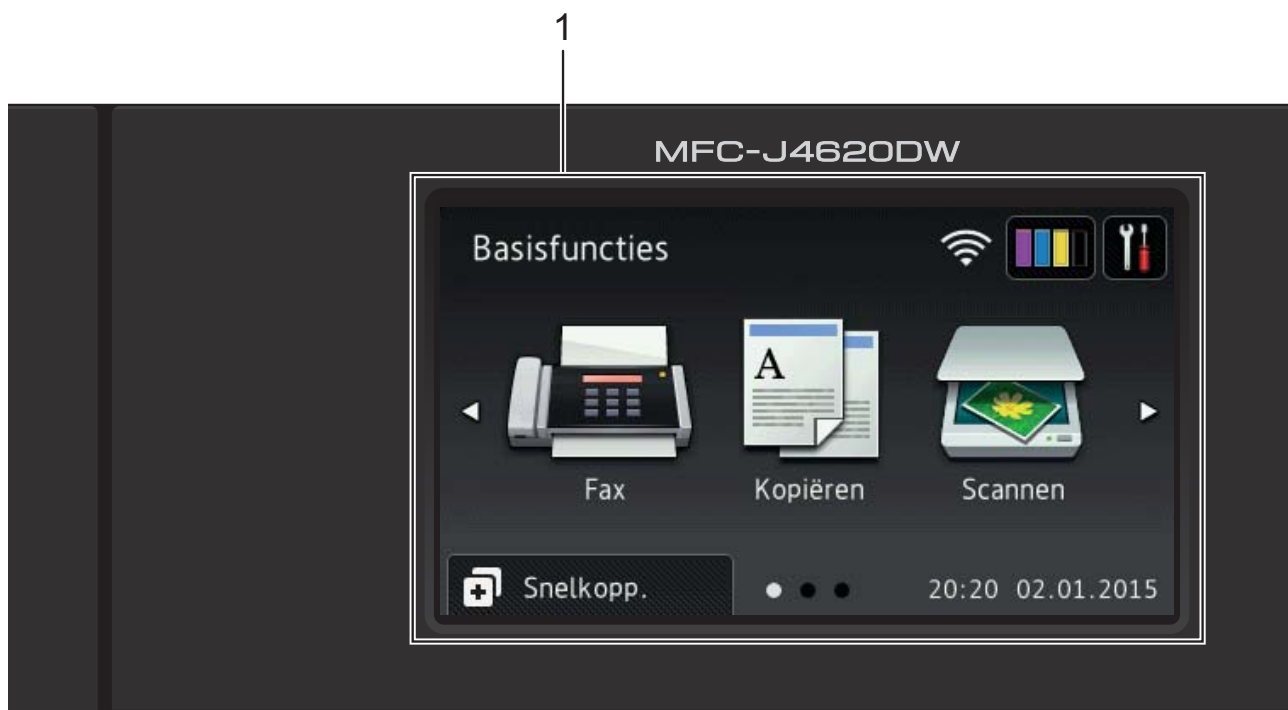 1
MFC-J4620DW
Basisfuncties
A
Fax Kopiëren Scannen
Snelkopp. 20:20 02.01.2015